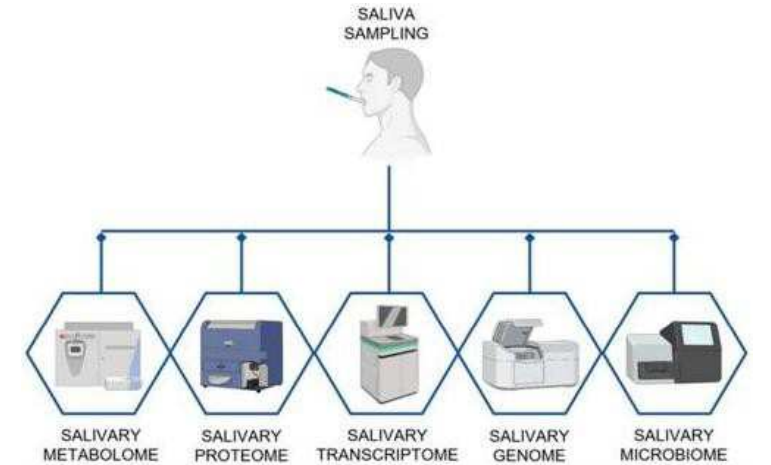 SALIVA
SAMPLING
SALIVARY
METABOLOME
SALIVARY
PROTEOME
SALIVARY
TRANSCRIPTOME
SALIVARY
GENOME
SALIVARY
MICROBIOME